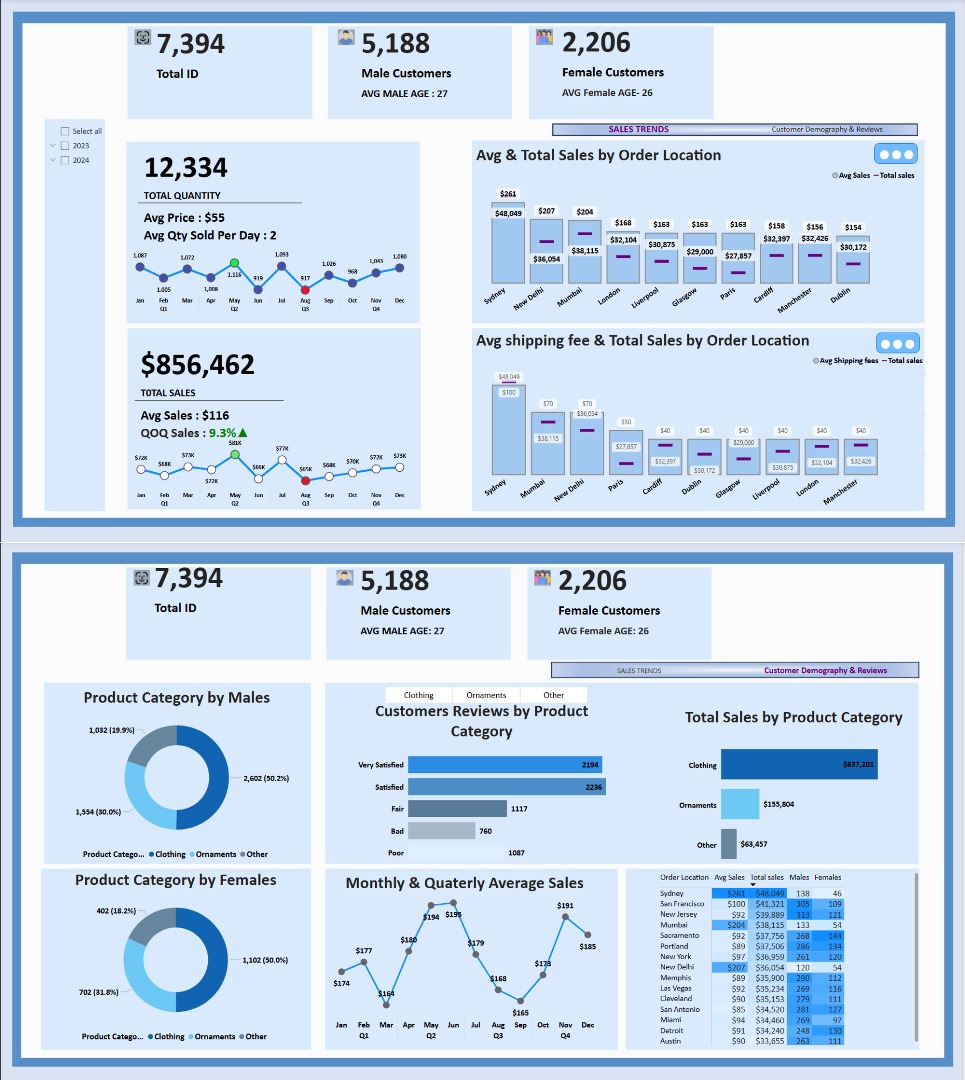 7,394
Total ID
5,188
Male Customers
AVG MALE AGE : 27
2,206
Female Customers
AVG Female AGE- 26
Select all
2023
2024
SALES TRENDS
Customer Demography & Reviews
12,334
TOTAL QUANTITY
Avg Price : $55
Avg Qty Sold Per Day : 2
1,087 1,005 1,072 1,008 1,116 919 1,093 917 1,026 968 1,043 1,080
Jan Feb Mar Apr May Jun Jul Aug Sep Oct Nov Dec
Q1 Q2 Q3 Q4
Avg & Total Sales by Order Location
Avg Sales Total sales
$261 $207 $204 $168 $163 $163 $163 $158 $156 $154
$48,049 $36,054 $38,115 $32,104 $30,875 $29,000 $27,857 $32,397 $32,426 $30,172
Sydney New Delhi Mumbai London Liverpool Glasgow Paris Cardiff Manchester Dublin
$856,462
TOTAL SALES
Avg Sales : $116
QOQ Sales : 9.3%▲
$72K $68K $73K $72K $81K $66K $77K $65K $68K $70K $72K $73K
Jan Feb Mar Apr May Jun Jul Aug Sep Oct Nov Dec
Q1 Q2 Q3 Q4
Avg shipping fee & Total Sales by Order Location
Avg Shipping fees Total sales
$48,049 $70 $70 $50 $40 $40 $40 $40 $40 $40
$100 $38,115 $36,054 $27,857 $32,397 $30,172 $29,000 $30,875 $32,104 $32,426
Sydney Mumbai New Delhi Paris Cardiff Dublin Glasgow Liverpool London Manchester
7,394
Total ID
5,188
Male Customers
AVG MALE AGE: 27
2,206
Female Customers
AVG Female AGE: 26
SALES TRENDS
Customer Demography & Reviews
Product Category by Males
1,032 (19.9%)
2,602 (50.2%)
1,554 (30.0%)
Product Catego... Clothing Ornaments Other
Clothing Ornaments Other
Customers Reviews by Product
Category
Very Satisfied 2194
Satisfied 2236
Fair 1117
Bad 760
Poor 1087
Total Sales by Product Category
Clothing $637,201
Ornaments $155,804
Other $63,457
Product Category by Females
402 (18.2%)
1,102 (50.0%)
702 (31.8%)
Product Catego... Clothing Ornaments Other
Monthly & Quaterly Average Sales
$174 $177 $164 $180 $194 $195 $179 $168 $165 $173 $191 $185
Jan Feb Mar Apr May Jun Jul Aug Sep Oct Nov Dec
Q1 Q2 Q3 Q4
Order Location Avg Sales Total sales Males Females
Sydney $261 $48,049 138 46
San Francisco $100 $41,321 305 109
New Jersey $92 $39,889 313 121
Mumbai $204 $38,115 133 54
Sacramento $92 $37,756 268 144
Portland $89 $37,506 286 134
New York $97 $36,959 261 120
New Delhi $207 $36,054 120 54
Memphis $89 $35,900 290 112
Las Vegas $92 $35,234 269 116
Cleveland $90 $35,153 279 111
San Antonio $85 $34,520 281 127
Miami $94 $34,460 269 97
Detroit $91 $34,240 248 130
Austin $90 $33,655 263 111